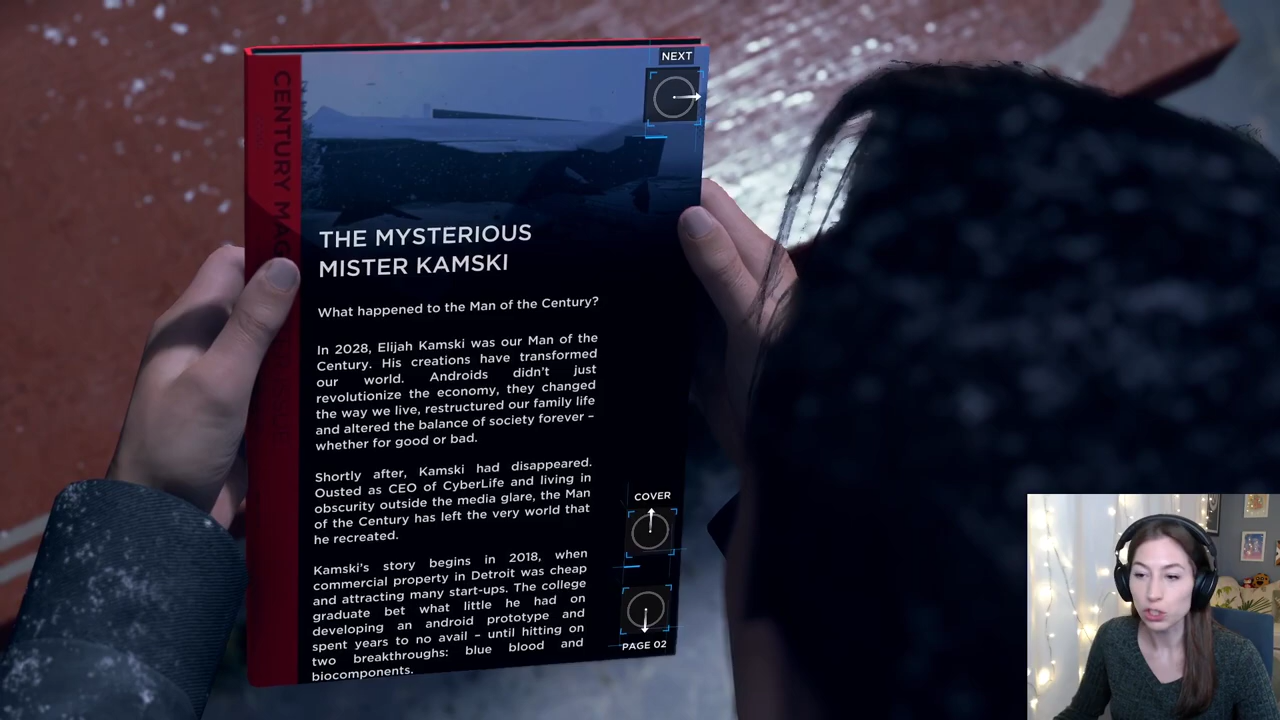 NEXT
CENTURY
THE MYSTERIOUS
MISTER KAMSKI
What happened to the Man of the Century?
In 2028, Elijah Kamski was our Man of the
Century. His creations have transformed
our world. Androids didn't just
revolutionize the economy, they changed
the way we live, restructured our family life
and altered the balance of society forever –
whether for good or bad.
Shortly after, Kamski had disappeared.
Ousted as CEO of CyberLife and living in
obscurity outside the media glare, the Man
of the Century has left the very world that
he recreated.
Kamski's story begins in 2018, when
commercial property in Detroit was cheap
and attracting many start-ups. The college
graduate bet what little he had on
developing an android prototype and
spent years to no avail – until hitting on
two breakthroughs: blue blood and
biocomponents.
COVER
PAGE 02